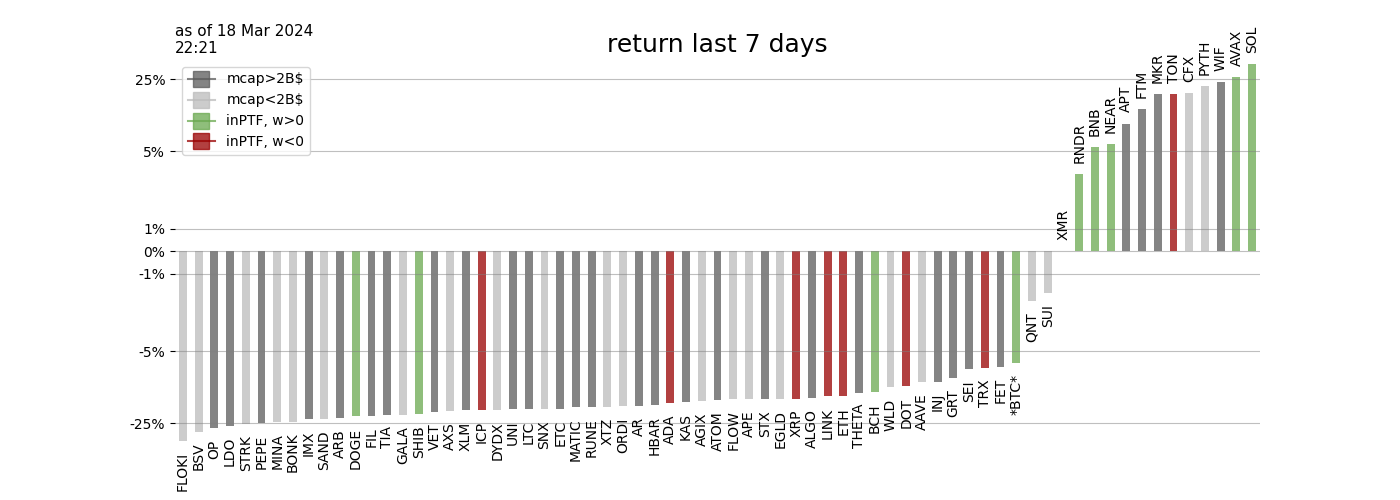 as of 18 Mar 2024
22:21
return last 7 days
mcap>2B$
mcap<2B$
inPTF, w>0
inPTF, w<0
25%
5%
1%
0%
-1%
-5%
-25%
FLOKI
BSV
OP
LDO
STRK
PEPE
MINA
BONK
IMX
SAND
ARB
DOGE
FIL
TIA
GALA
SHIB
VET
AXS
XLM
ICP
DYDX
UNI
LTC
SNX
ETC
MATIC
RUNE
XTZ
ORDI
AR
HBAR
ADA
KAS
AGIX
ATOM
FLOW
APE
STX
EGLD
XRP
ALGO
LINK
ETH
THETA
BCH
WLD
DOT
AAVE
INJ
GRT
SEI
TRX
FET
*BTC*
QNT
SUI
XMR
RNDR
BNB
NEAR
APT
FTM
MKR
TON
CFX
PYTH
WIF
AVAX
SOL